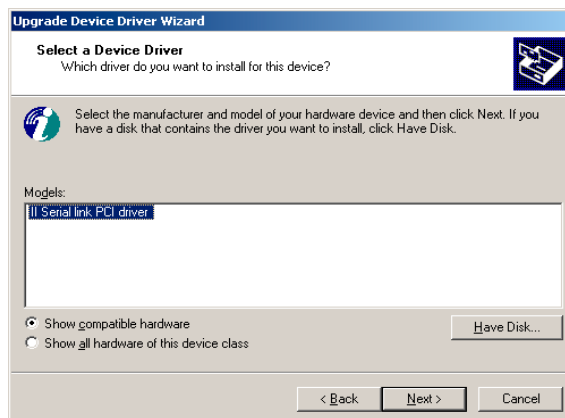 Upgrade Device Driver Wizard
Select a Device Driver
Which driver do you want to install for this device?
Select the manufacturer and model of your hardware device and then click Next. If you
have a disk that contains the driver you want to install, click Have Disk.
Models:
II Serial link PCI driver
Show compatible hardware
Show all hardware of this device class
Have Disk...
< Back
Next >
Cancel